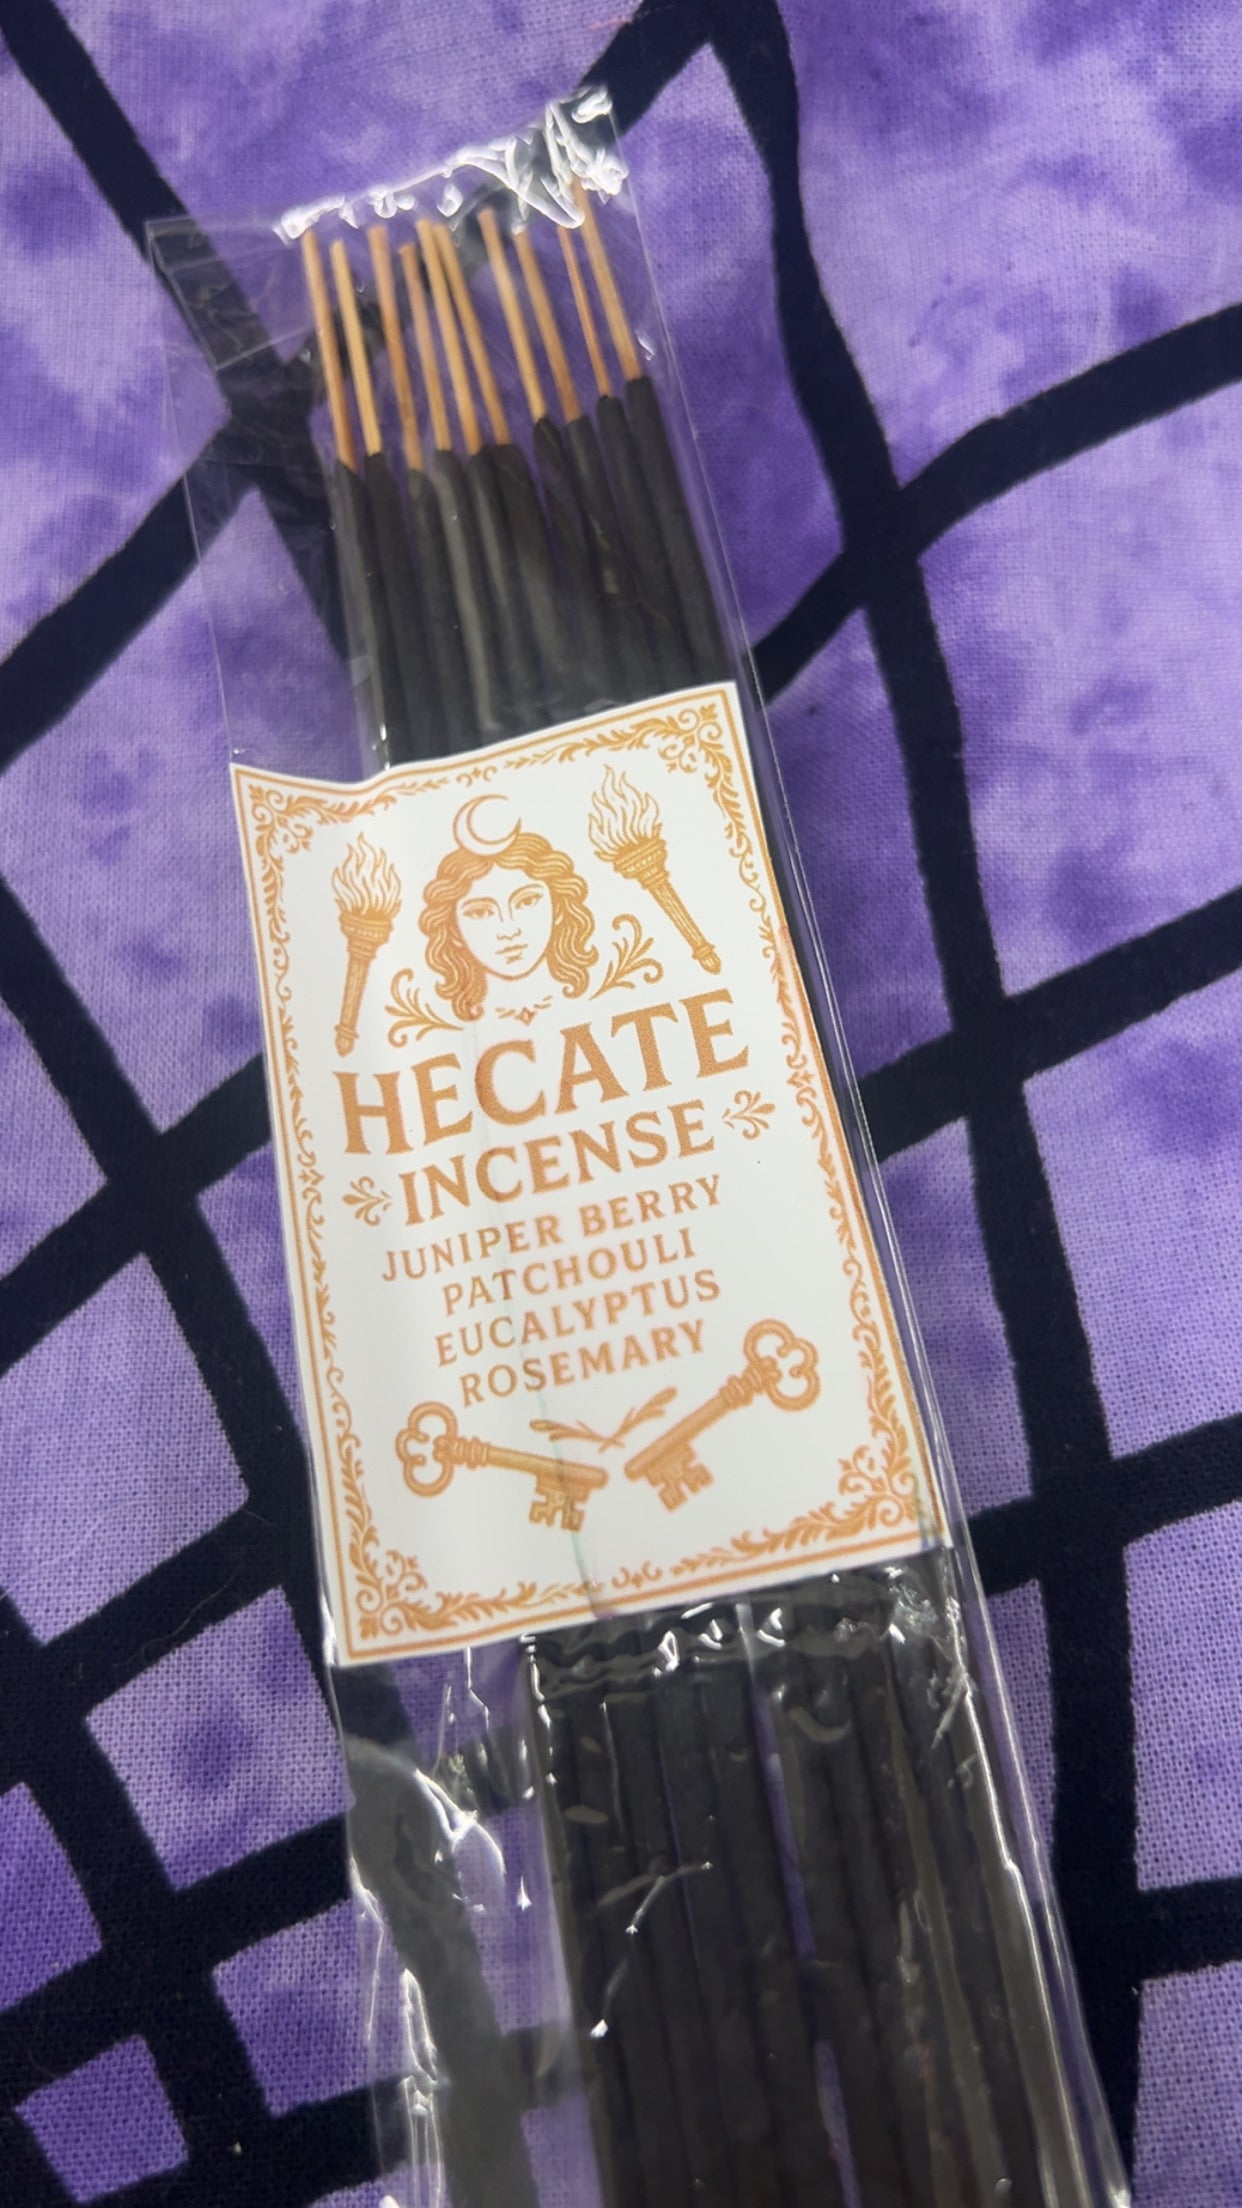 HECATE
INCENSE
JUNIPER BERRY
PATCHOULI
EUCALYPTUS
ROSEMARY